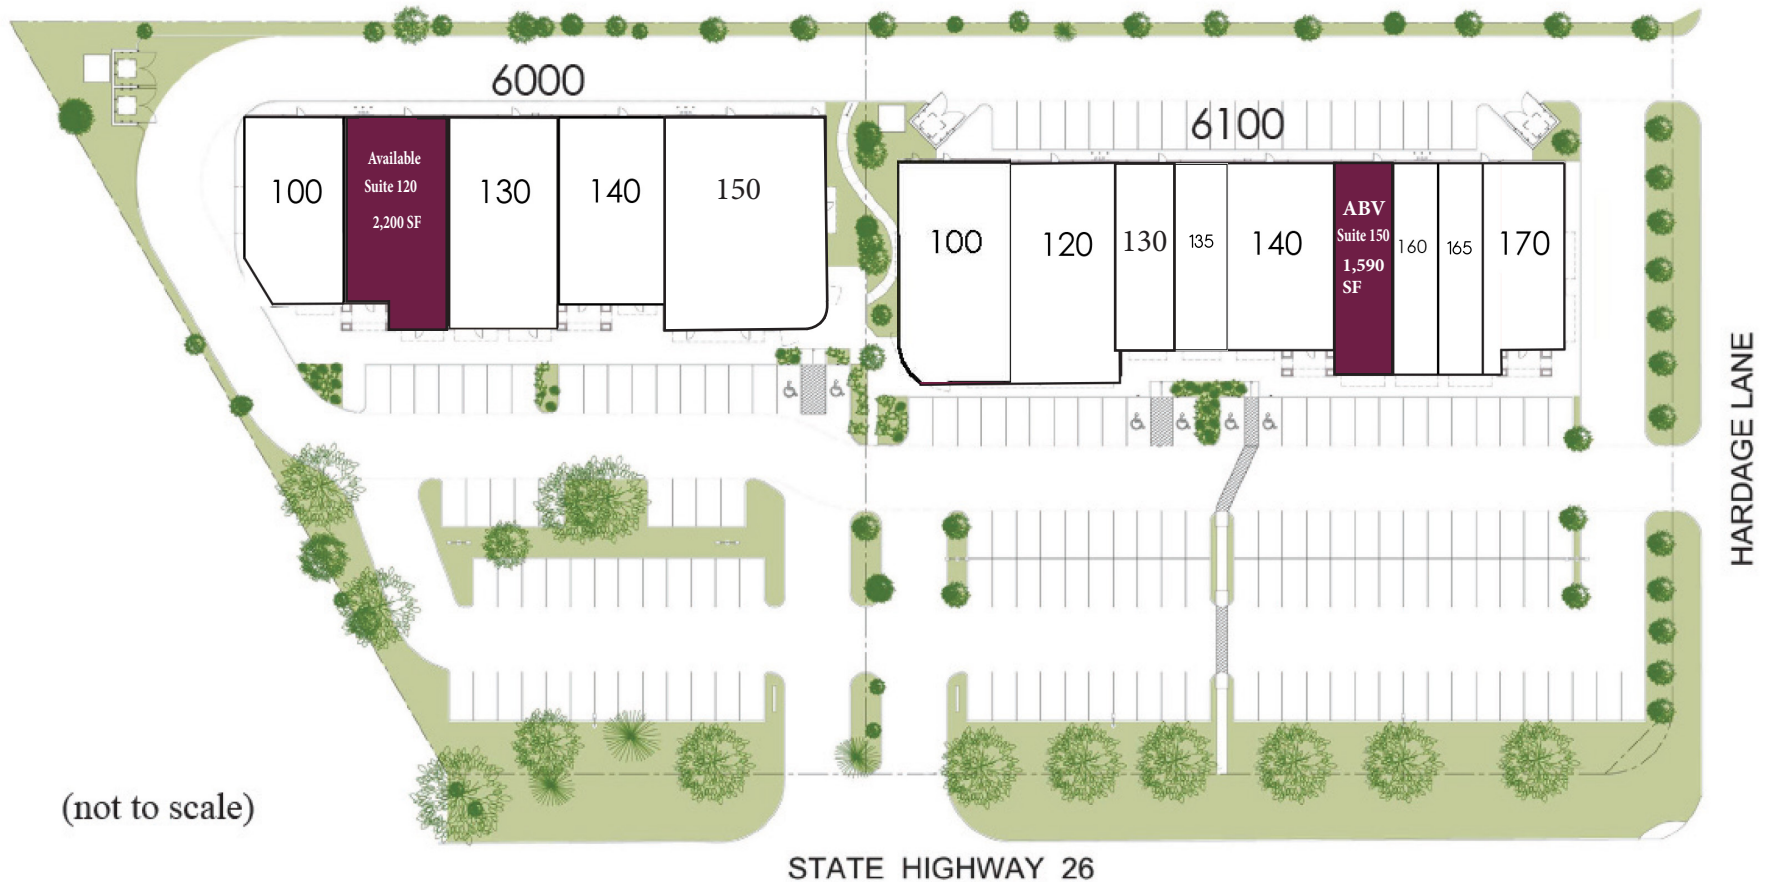 6000
6100
100
Available
Suite 120
2,200 SF
130
140
150
100
120
130
135
140
ABV
Suite 150
1,590
SF
160
165
170
HARDAGE LANE
(not to scale)
STATE HIGHWAY 26